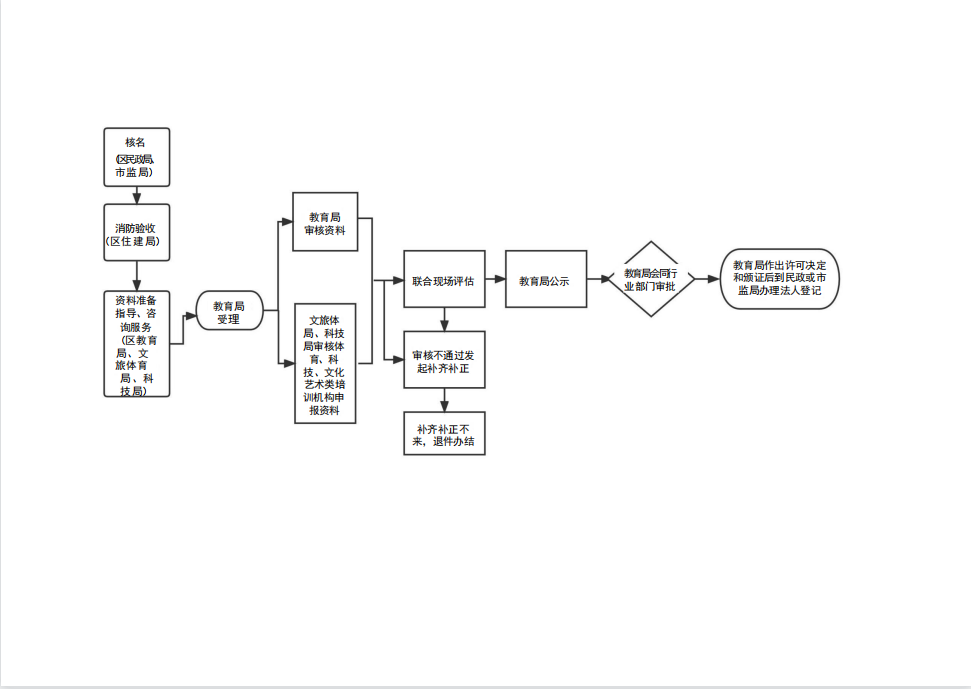 核名
(区民政局、
市监局)
消防验收
(区住建局)
资料准备
指导、咨
询服务
(区教育
局、文
旅体育
局、科
技局)
教育局
受理
教育局
审核资料
文旅体
局、科技
局审核体
育、科
技、文化
艺术类培
训机构申
报资料
联合现场评估
审核不通过发
起补齐补正
补齐补正不
来，退件办结
教育局公示
教育局会同行
业部门审批
教育局作出许可决定
和颁证后到民政或市
监局办理法人登记